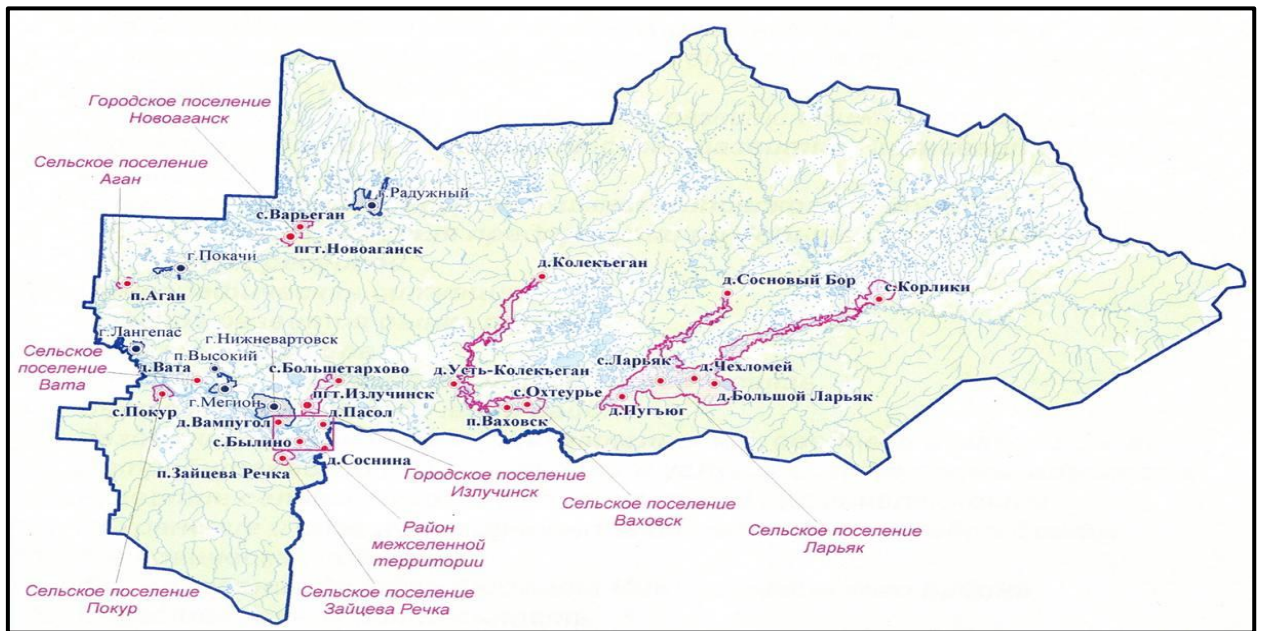 Городское поселение
Новоаганск
Сельское поселение
Аган
г.Радужный
с.Варьеган
пгт.Новоаганск
г.Покачи
п.Аган
д.Колекъеган
д.Сосновый Бор
с.Корлики
г.Лангепас
г.Нижневартовск
п.Высокий
Сельское
поселение
Вата
д.Вата
с.Большетархово
д.Усть-Колекъеган
с.Ларьяк
д.Чехломей
пгт.Излучинск
с.Охтеурье
д.Большой Ларьяк
г.Мегион
с.Покур
д.Пасол
д.Пугъюг
д.Вампугол
п.Ваховск
с.Былино
д.Соснина
п.Зайцева Речка
Городское поселение
Излучинск
Сельское поселение
Ваховск
Сельское поселение
Ларьяк
Район
межселенной
территории
Сельское поселение
Покур
Сельское поселение
Зайцева Речка